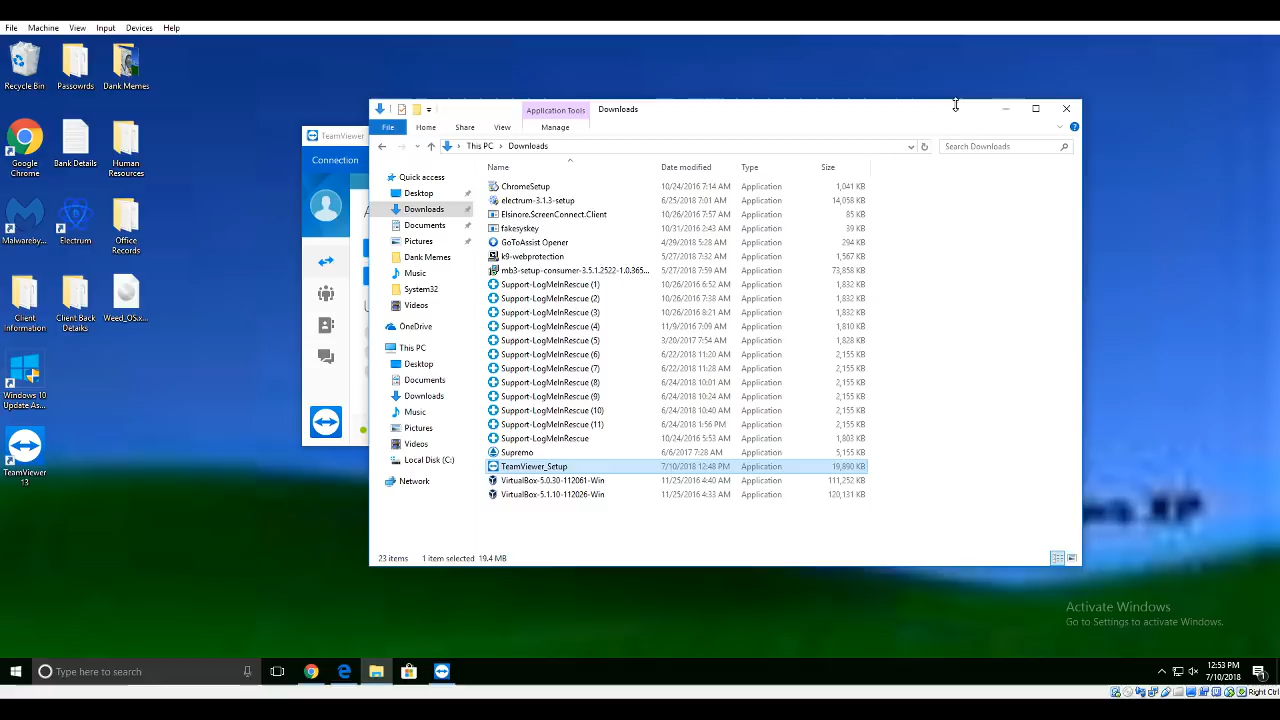 File Machine View Input Devices Help
Recycle Bin
Passowrds
Dank Memes
Google Chrome
Bank Details
Human Resources
Malwareby...
Electrum
Office Records
Client Information
Client Back Details
Weed_OS.x...
Windows 10 Update As...
TeamViewer 13
TeamViewer
Connection
Application Tools
Downloads
File Home Share View Manage
This PC Downloads
Search Downloads
Quick access
Desktop
Downloads
Documents
Pictures
Dank Memes
Music
System32
Videos
OneDrive
This PC
Desktop
Documents
Downloads
Music
Pictures
Videos
Local Disk (C:)
Network
Name Date modified Type Size
ChromeSetup 10/24/2016 7:14 AM Application 1,041 KB
electrum-3.1.3-setup 6/25/2018 7:01 AM Application 14,058 KB
Elsinore.ScreenConnect.Client 10/26/2016 7:57 AM Application 85 KB
fakesyskey 10/31/2016 2:43 AM Application 39 KB
GoToAssist Opener 4/29/2018 5:28 AM Application 294 KB
k9-webprotection 5/27/2018 7:32 AM Application 1,567 KB
mb3-setup-consumer-3.5.1.2522-1.0.365... 5/27/2018 7:59 AM Application 73,858 KB
Support-LogMeInRescue (1) 10/26/2016 6:52 AM Application 1,832 KB
Support-LogMeInRescue (2) 10/26/2016 7:38 AM Application 1,832 KB
Support-LogMeInRescue (3) 10/26/2016 8:21 AM Application 1,832 KB
Support-LogMeInRescue (4) 11/9/2016 7:09 AM Application 1,810 KB
Support-LogMeInRescue (5) 3/20/2017 7:54 AM Application 1,828 KB
Support-LogMeInRescue (6) 6/22/2018 11:20 AM Application 2,155 KB
Support-LogMeInRescue (7) 6/22/2018 11:28 AM Application 2,155 KB
Support-LogMeInRescue (8) 6/24/2018 10:01 AM Application 2,155 KB
Support-LogMeInRescue (9) 6/24/2018 10:24 AM Application 2,155 KB
Support-LogMeInRescue (10) 6/24/2018 10:40 AM Application 2,155 KB
Support-LogMeInRescue (11) 6/24/2018 1:56 PM Application 2,155 KB
Support-LogMeInRescue 10/24/2016 5:53 AM Application 1,803 KB
Supremo 6/6/2017 7:28 AM Application 5,155 KB
TeamViewer_Setup 7/10/2018 12:48 PM Application 19,890 KB
VirtualBox-5.0.30-112061-Win 11/25/2016 4:40 AM Application 111,252 KB
VirtualBox-5.1.10-112026-Win 11/25/2016 4:33 AM Application 120,131 KB
23 items 1 item selected 19.4 MB
XP
Activate Windows
Go to Settings to activate Windows.
Type here to search
12:53 PM
7/10/2018
Right Ctrl